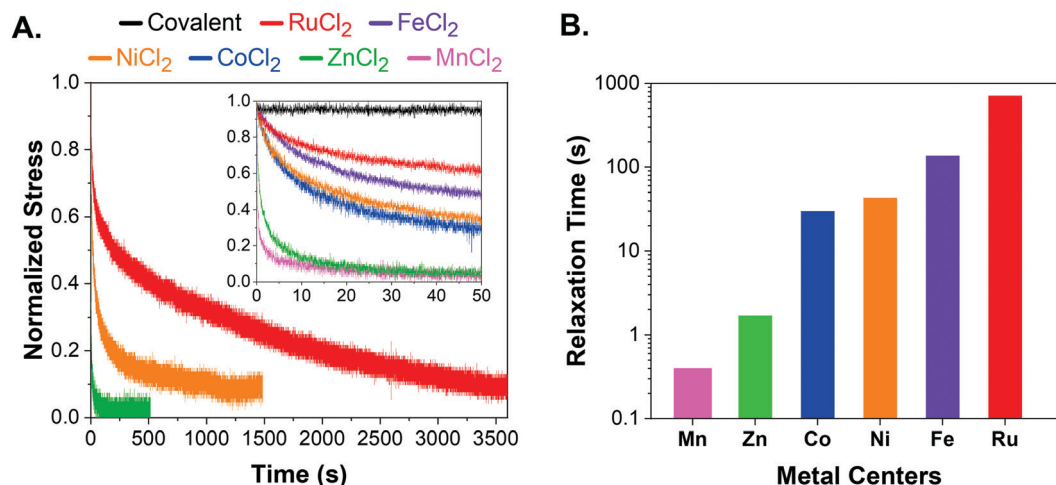 A.
Covalent RuCl₂ FeCl₂
NiCl₂ CoCl₂ ZnCl₂ MnCl₂
Normalized Stress
1.0
0.8
0.6
0.4
0.2
0.0
0 500 1000 1500 2000 2500 3000 3500
Time (s)
1.0
0.8
0.6
0.4
0.2
0.0
0 10 20 30 40 50
B.
Relaxation Time (s)
1000
100
10
1
0.1
Mn Zn Co Ni Fe Ru
Metal Centers